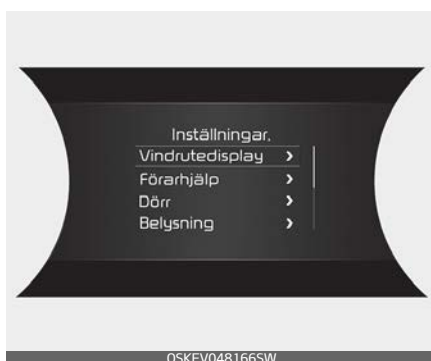 Inställningar.
Vindrutedisplay ›
Förarhjälp ›
Dörr ›
Belysning ›
OSKEV048166SW